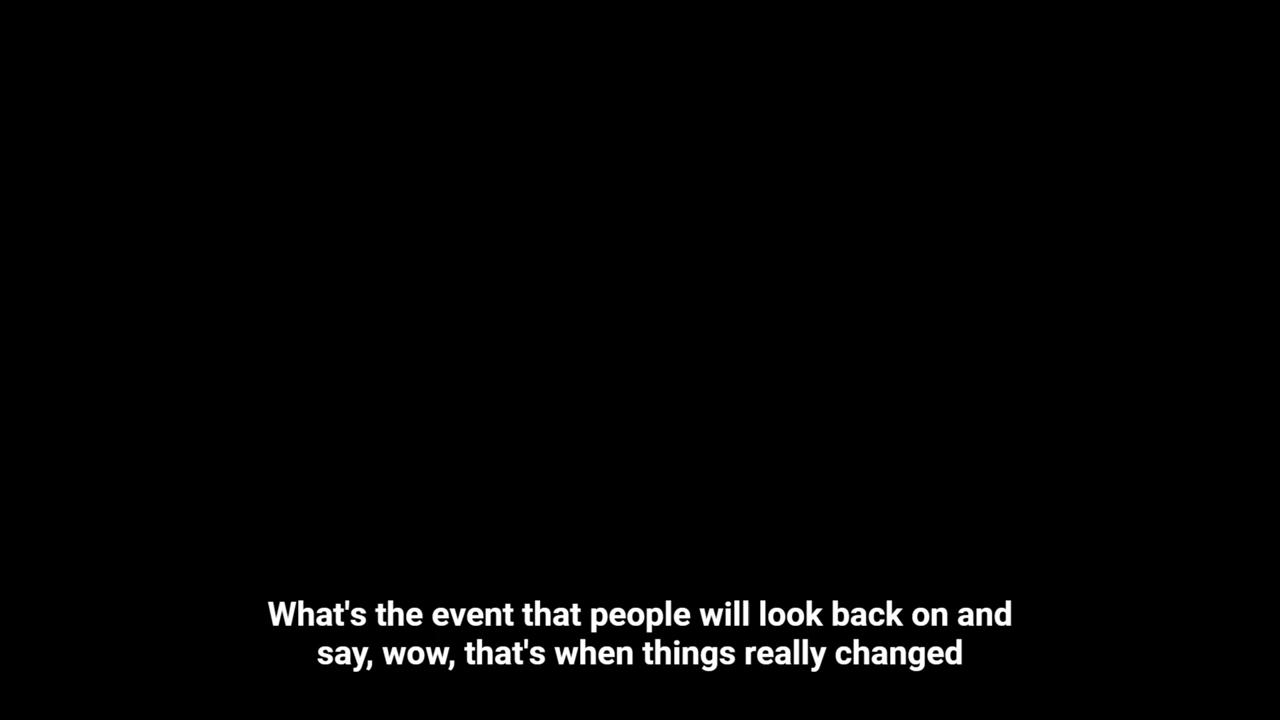 What's the event that people will look back on and
say, wow, that's when things really changed